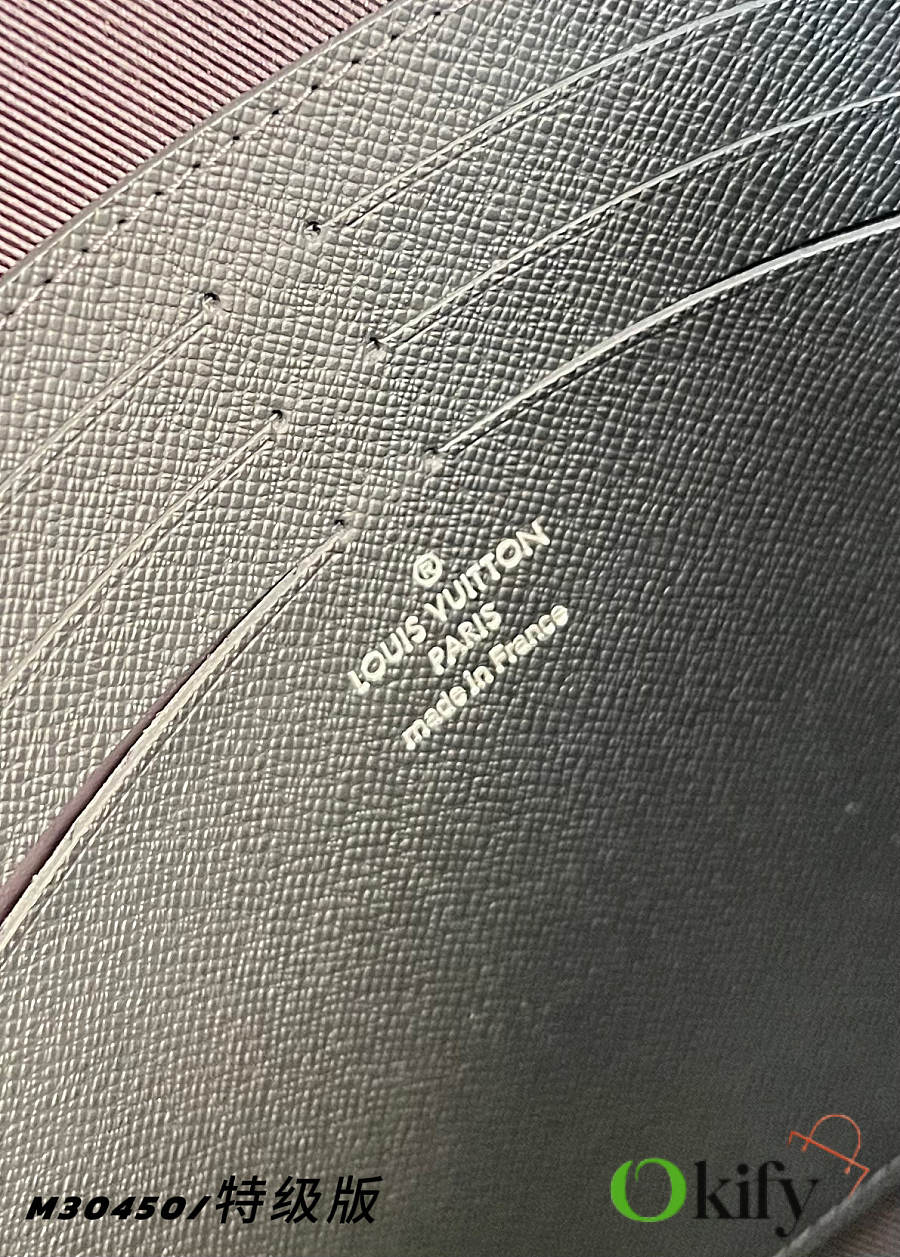 ®
LOUIS VUITTON
PARIS
made in France
M30450/特级版
Okify